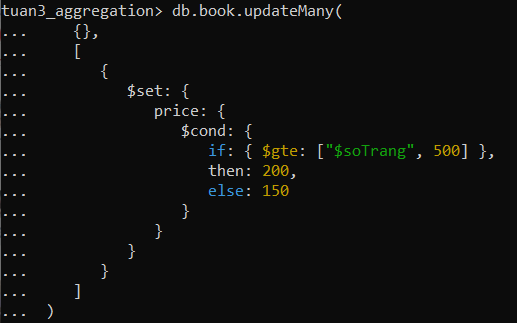 tuan3_aggregation> db.book.updateMany(
...     {},
...     [
...        {
...           $set: {
...              price: {
...                 $cond: {
...                    if: { $gte: ["$soTrang", 500] },
...                    then: 200,
...                    else: 150
...                 }
...              }
...           }
...        }
...     ]
...  )